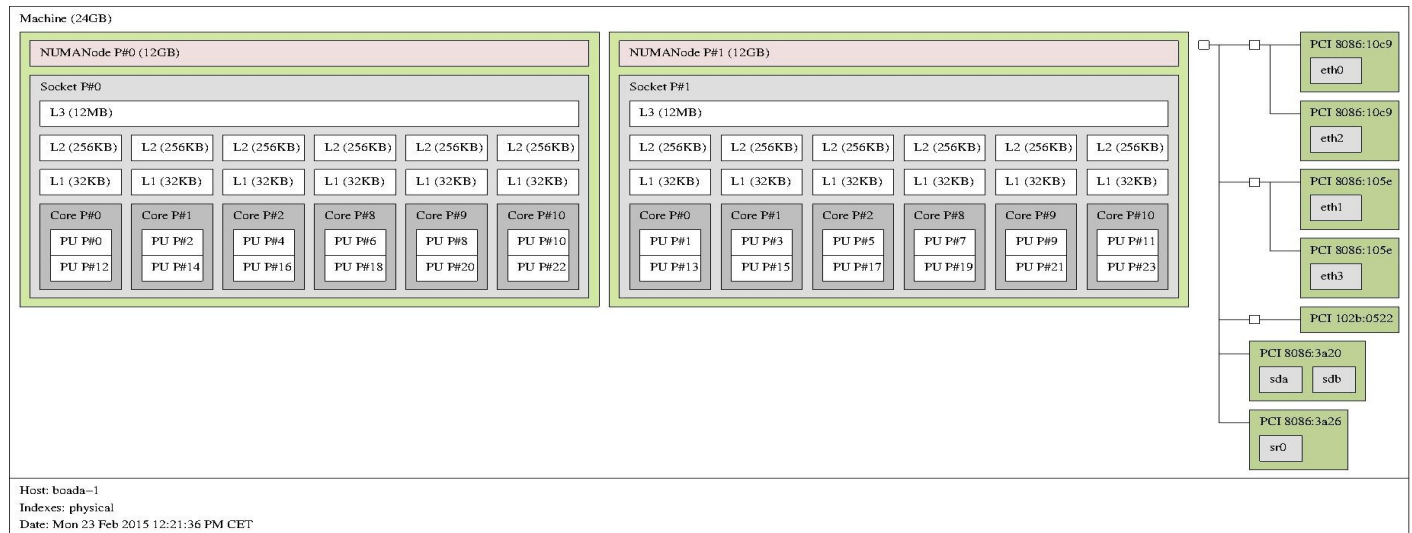 Machine (24GB)
NUMANode P#0 (12GB)
Socket P#0
L3 (12MB)
L2 (256KB) L2 (256KB) L2 (256KB) L2 (256KB) L2 (256KB) L2 (256KB)
L1 (32KB) L1 (32KB) L1 (32KB) L1 (32KB) L1 (32KB) L1 (32KB)
Core P#0 Core P#1 Core P#2 Core P#8 Core P#9 Core P#10
PU P#0 PU P#2 PU P#4 PU P#6 PU P#8 PU P#10
PU P#12 PU P#14 PU P#16 PU P#18 PU P#20 PU P#22
NUMANode P#1 (12GB)
Socket P#1
L3 (12MB)
L2 (256KB) L2 (256KB) L2 (256KB) L2 (256KB) L2 (256KB) L2 (256KB)
L1 (32KB) L1 (32KB) L1 (32KB) L1 (32KB) L1 (32KB) L1 (32KB)
Core P#0 Core P#1 Core P#2 Core P#8 Core P#9 Core P#10
PU P#1 PU P#3 PU P#5 PU P#7 PU P#9 PU P#11
PU P#13 PU P#15 PU P#17 PU P#19 PU P#21 PU P#23
PCI 8086:10c9
eth0
PCI 8086:10c9
eth2
PCI 8086:105e
eth1
PCI 8086:105e
eth3
PCI 102b:0522
PCI 8086:3a20
sda sdb
PCI 8086:3a26
sr0
Host: boada−1
Indexes: physical
Date: Mon 23 Feb 2015 12:21:36 PM CET